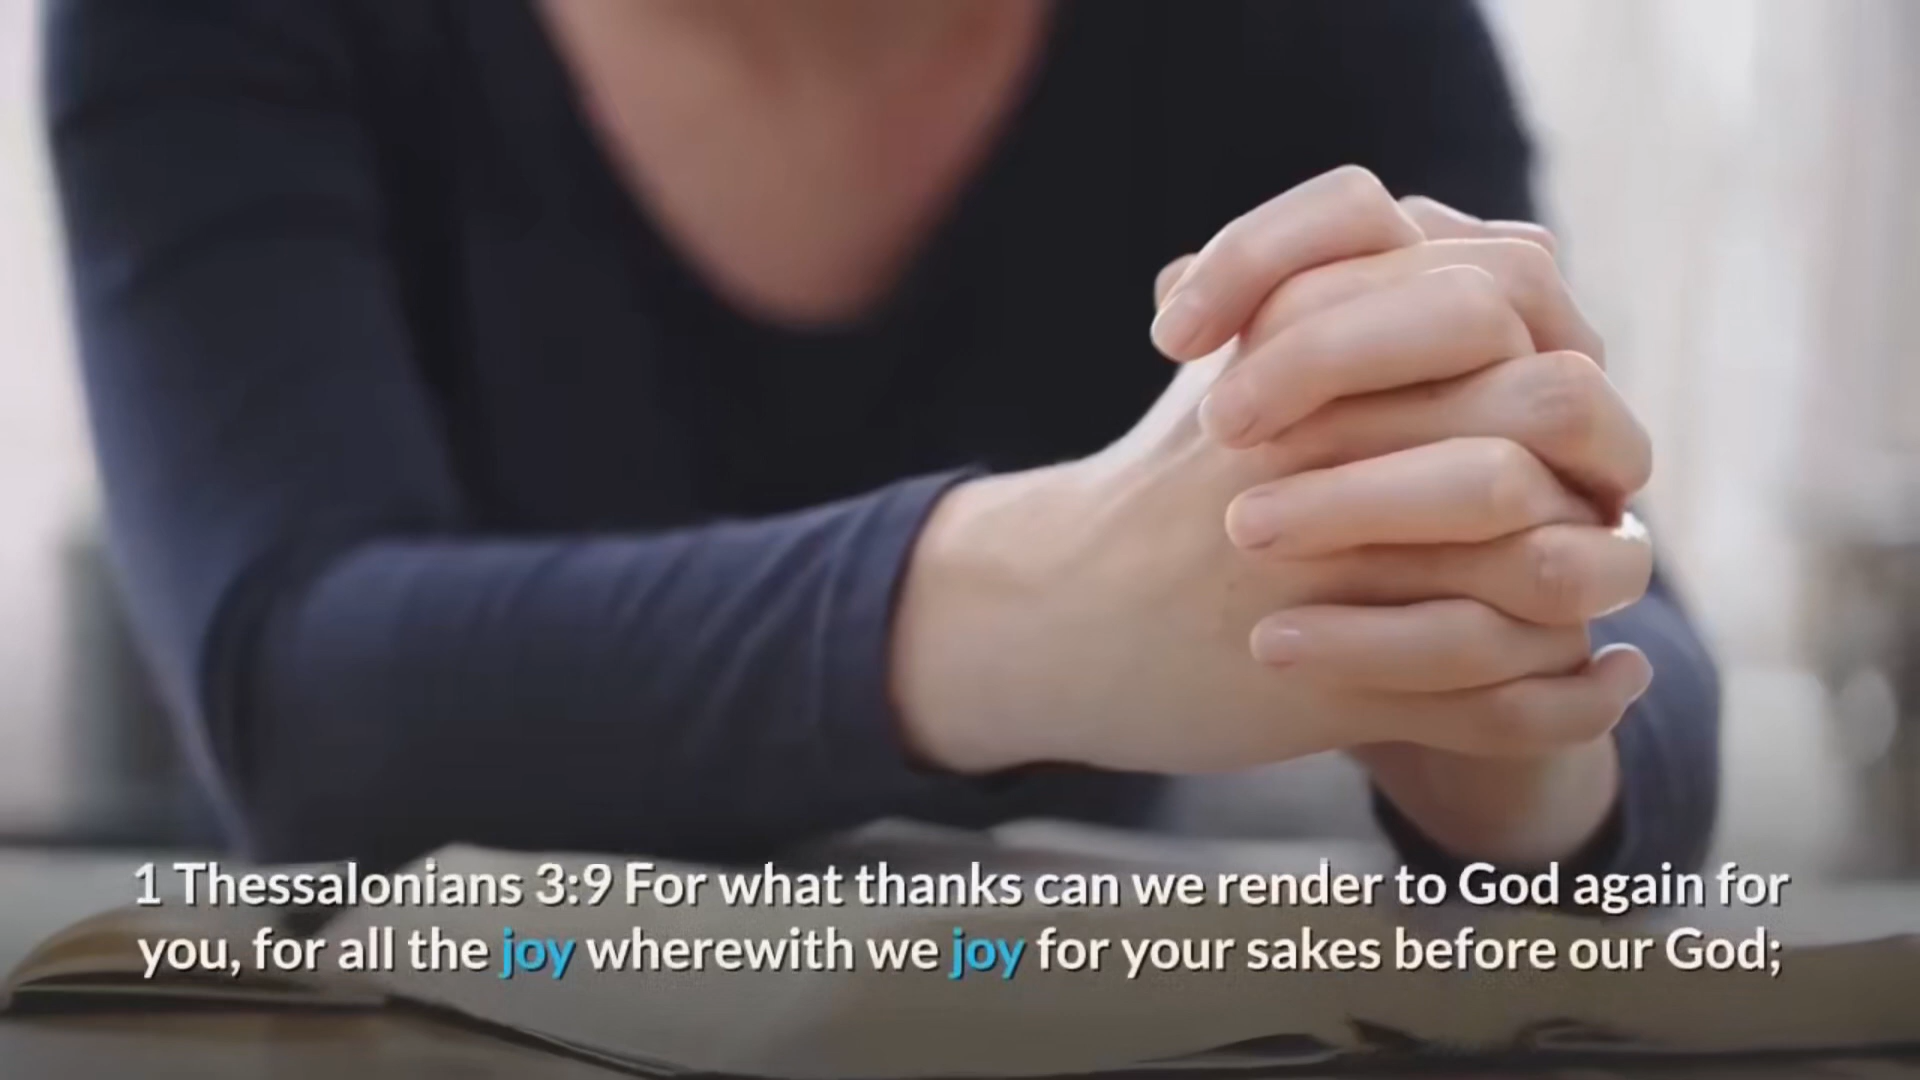 1 Thessalonians 3:9 For what thanks can we render to God again for
you, for all the joy wherewith we joy for your sakes before our God;